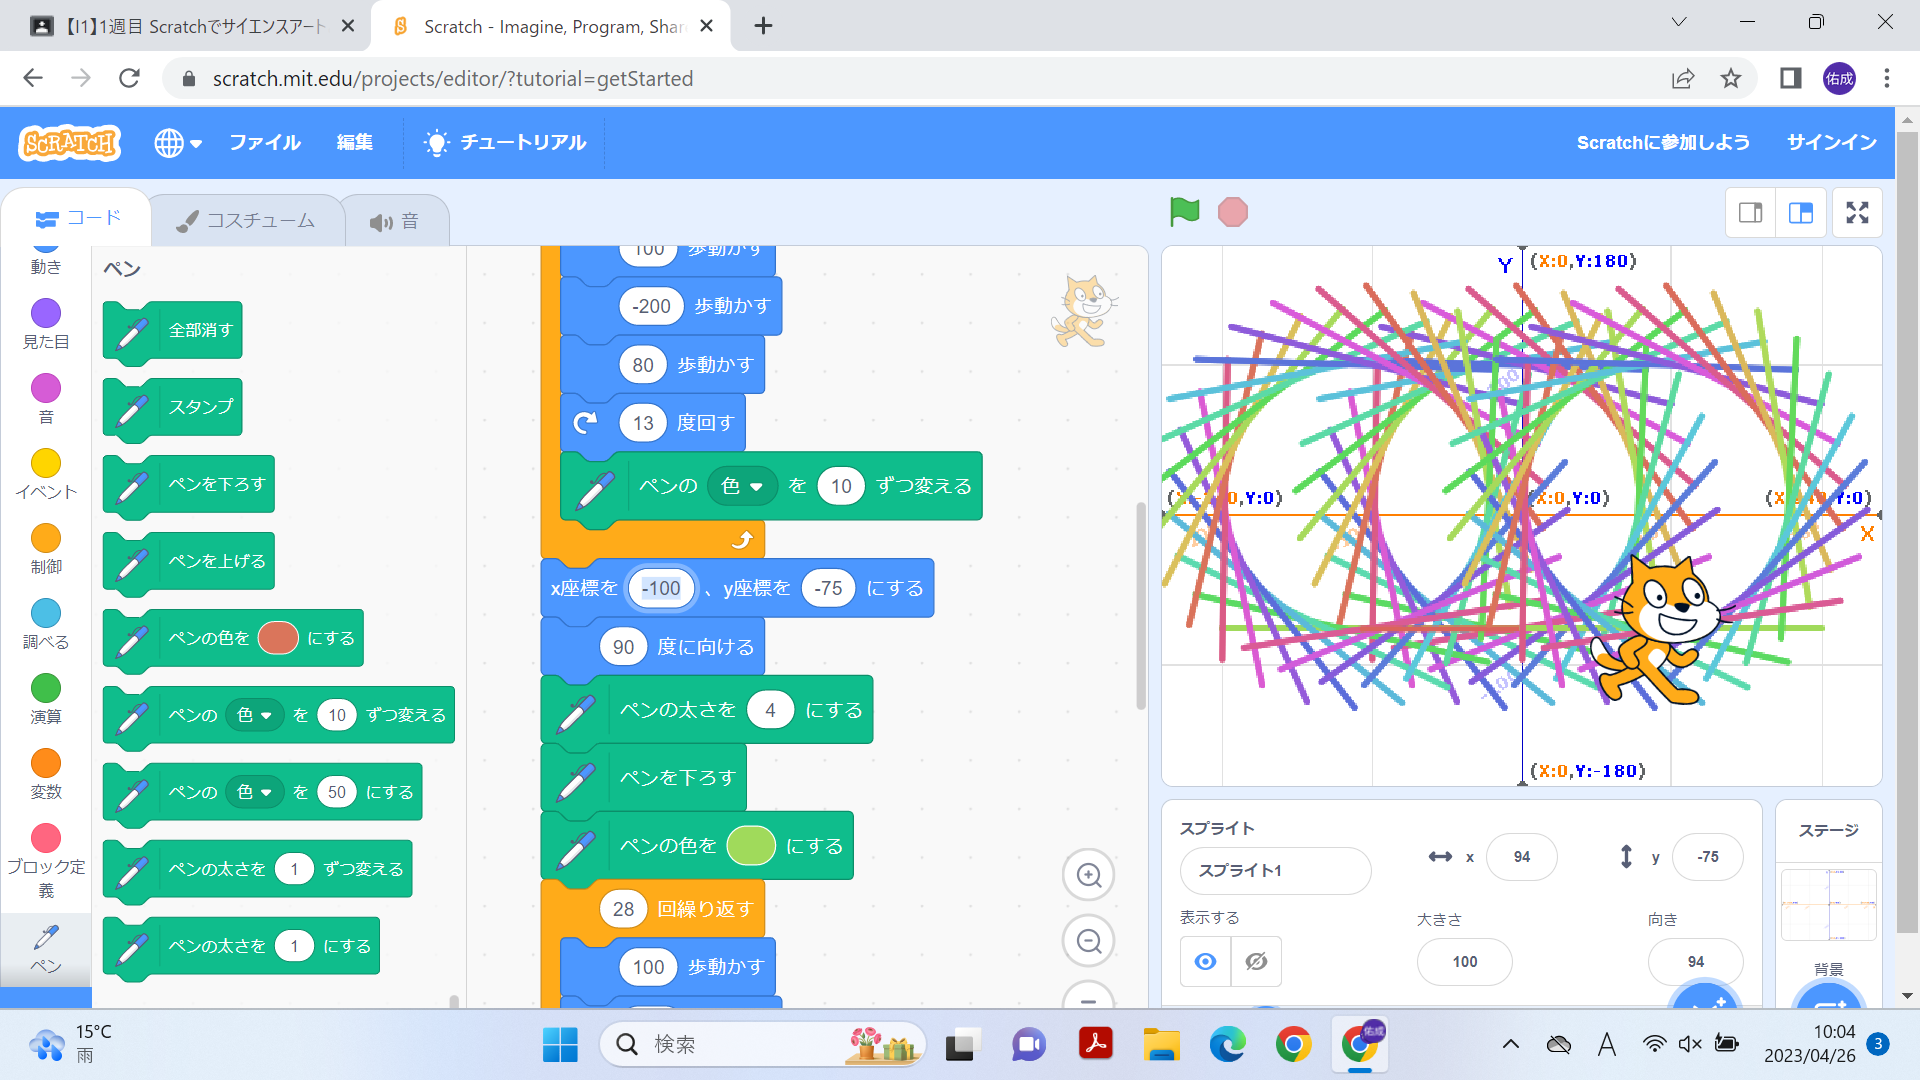 【I1】1週目 Scratchでサイエンスアート
Scratch - Imagine, Program, Shar
scratch.mit.edu/projects/editor/?tutorial=getStarted
佑成
SCRATCH
ファイル
編集
チュートリアル
Scratchに参加しよう
サインイン
コード
コスチューム
音
動き
見た目
音
イベント
制御
調べる
演算
変数
ブロック定
義
ペン
ペン
全部消す
スタンプ
ペンを下ろす
ペンを上げる
ペンの色を にする
ペンの 色 を 10 ずつ変える
ペンの 色 を 50 にする
ペンの太さを 1 ずつ変える
ペンの太さを 1 にする
100 歩動かす
-200 歩動かす
80 歩動かす
13 度回す
ペンの 色 を 10 ずつ変える
x座標を -100 、y座標を -75 にする
90 度に向ける
ペンの太さを 4 にする
ペンを下ろす
ペンの色を にする
28 回繰り返す
100 歩動かす
Y
(X:0,Y:180)
,Y:0)
(X:0,Y:0)
Y:0)
X
-100
(X:0,Y:-180)
スプライト
スプライト1
x 94
y -75
表示する
大きさ 100
向き 94
ステージ
背景
15°C
雨
検索
佑成
A
10:04
2023/04/26
3